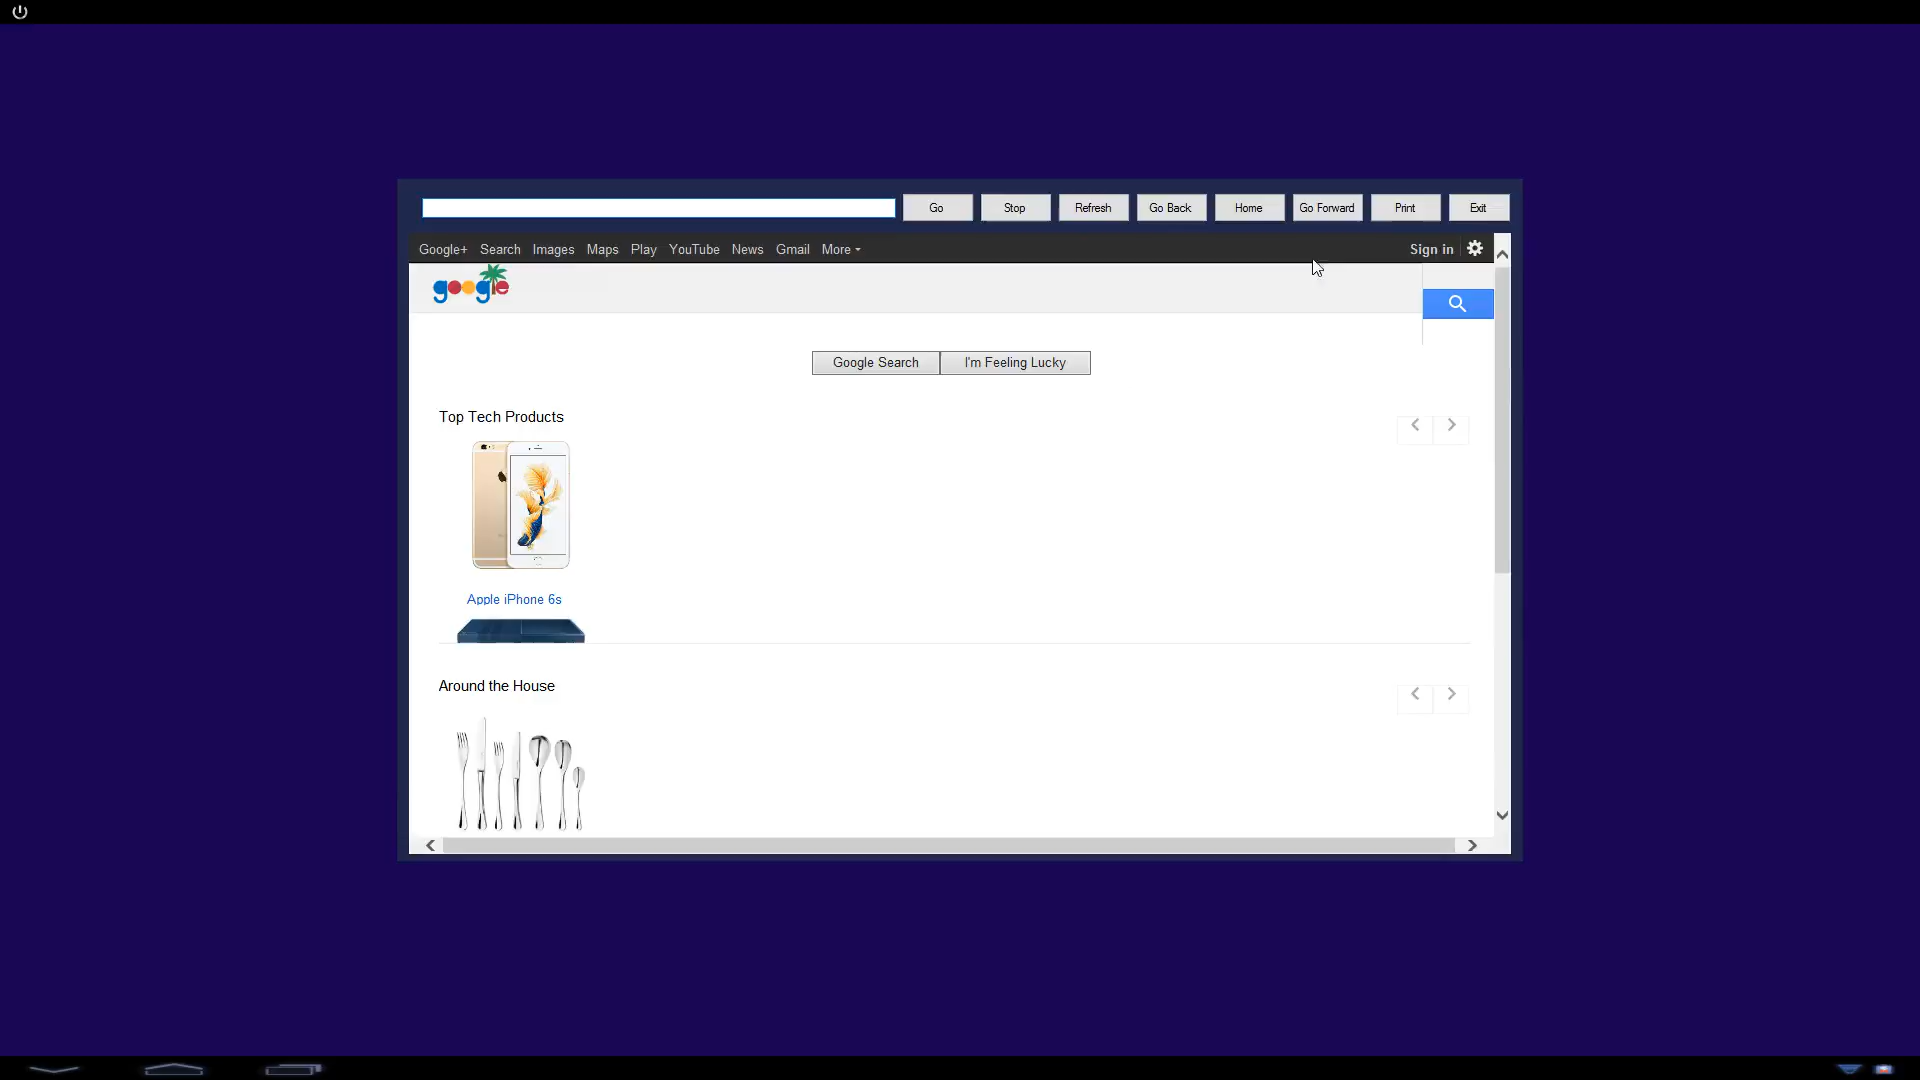 Go Stop Refresh Go Back Home Go Forward Print Exit
Google+ Search Images Maps Play YouTube News Gmail More Sign in
google
Google Search I'm Feeling Lucky
Top Tech Products
Apple iPhone 6s
Around the House